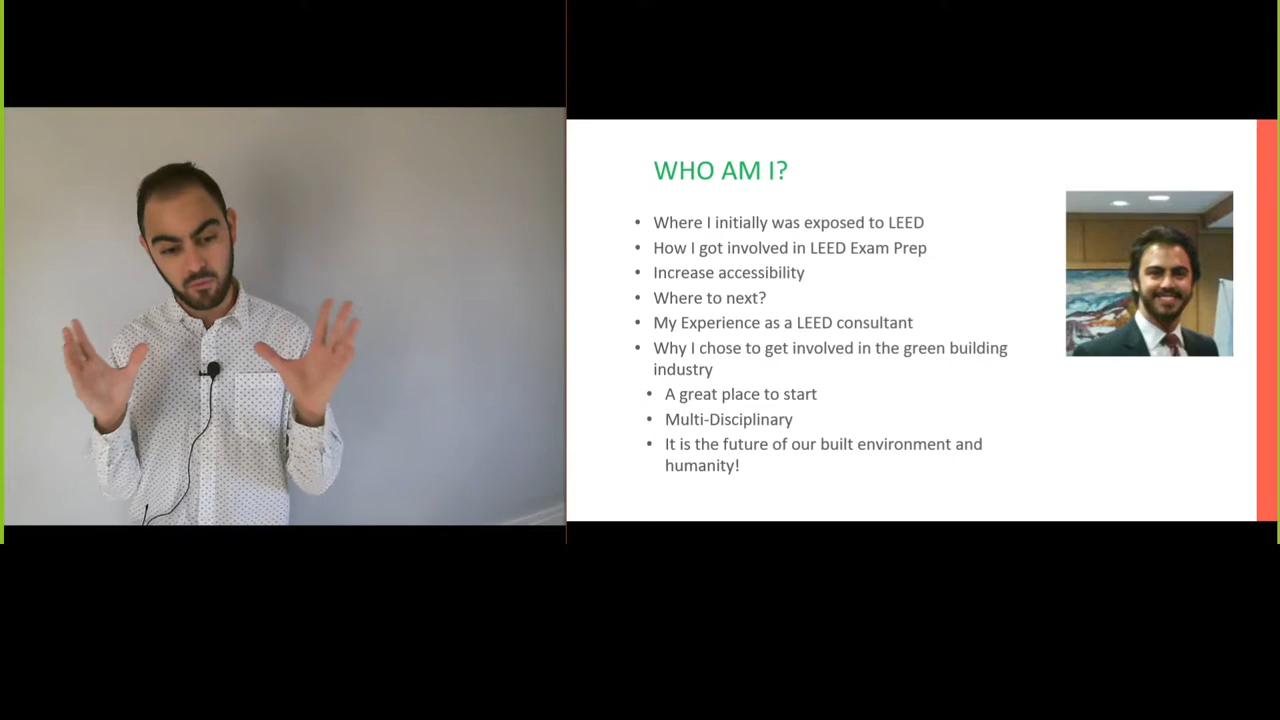 WHO AM I?
• Where I initially was exposed to LEED
• How I got involved in LEED Exam Prep
• Increase accessibility
• Where to next?
• My Experience as a LEED consultant
• Why I chose to get involved in the green building
industry
• A great place to start
• Multi-Disciplinary
• It is the future of our built environment and
humanity!